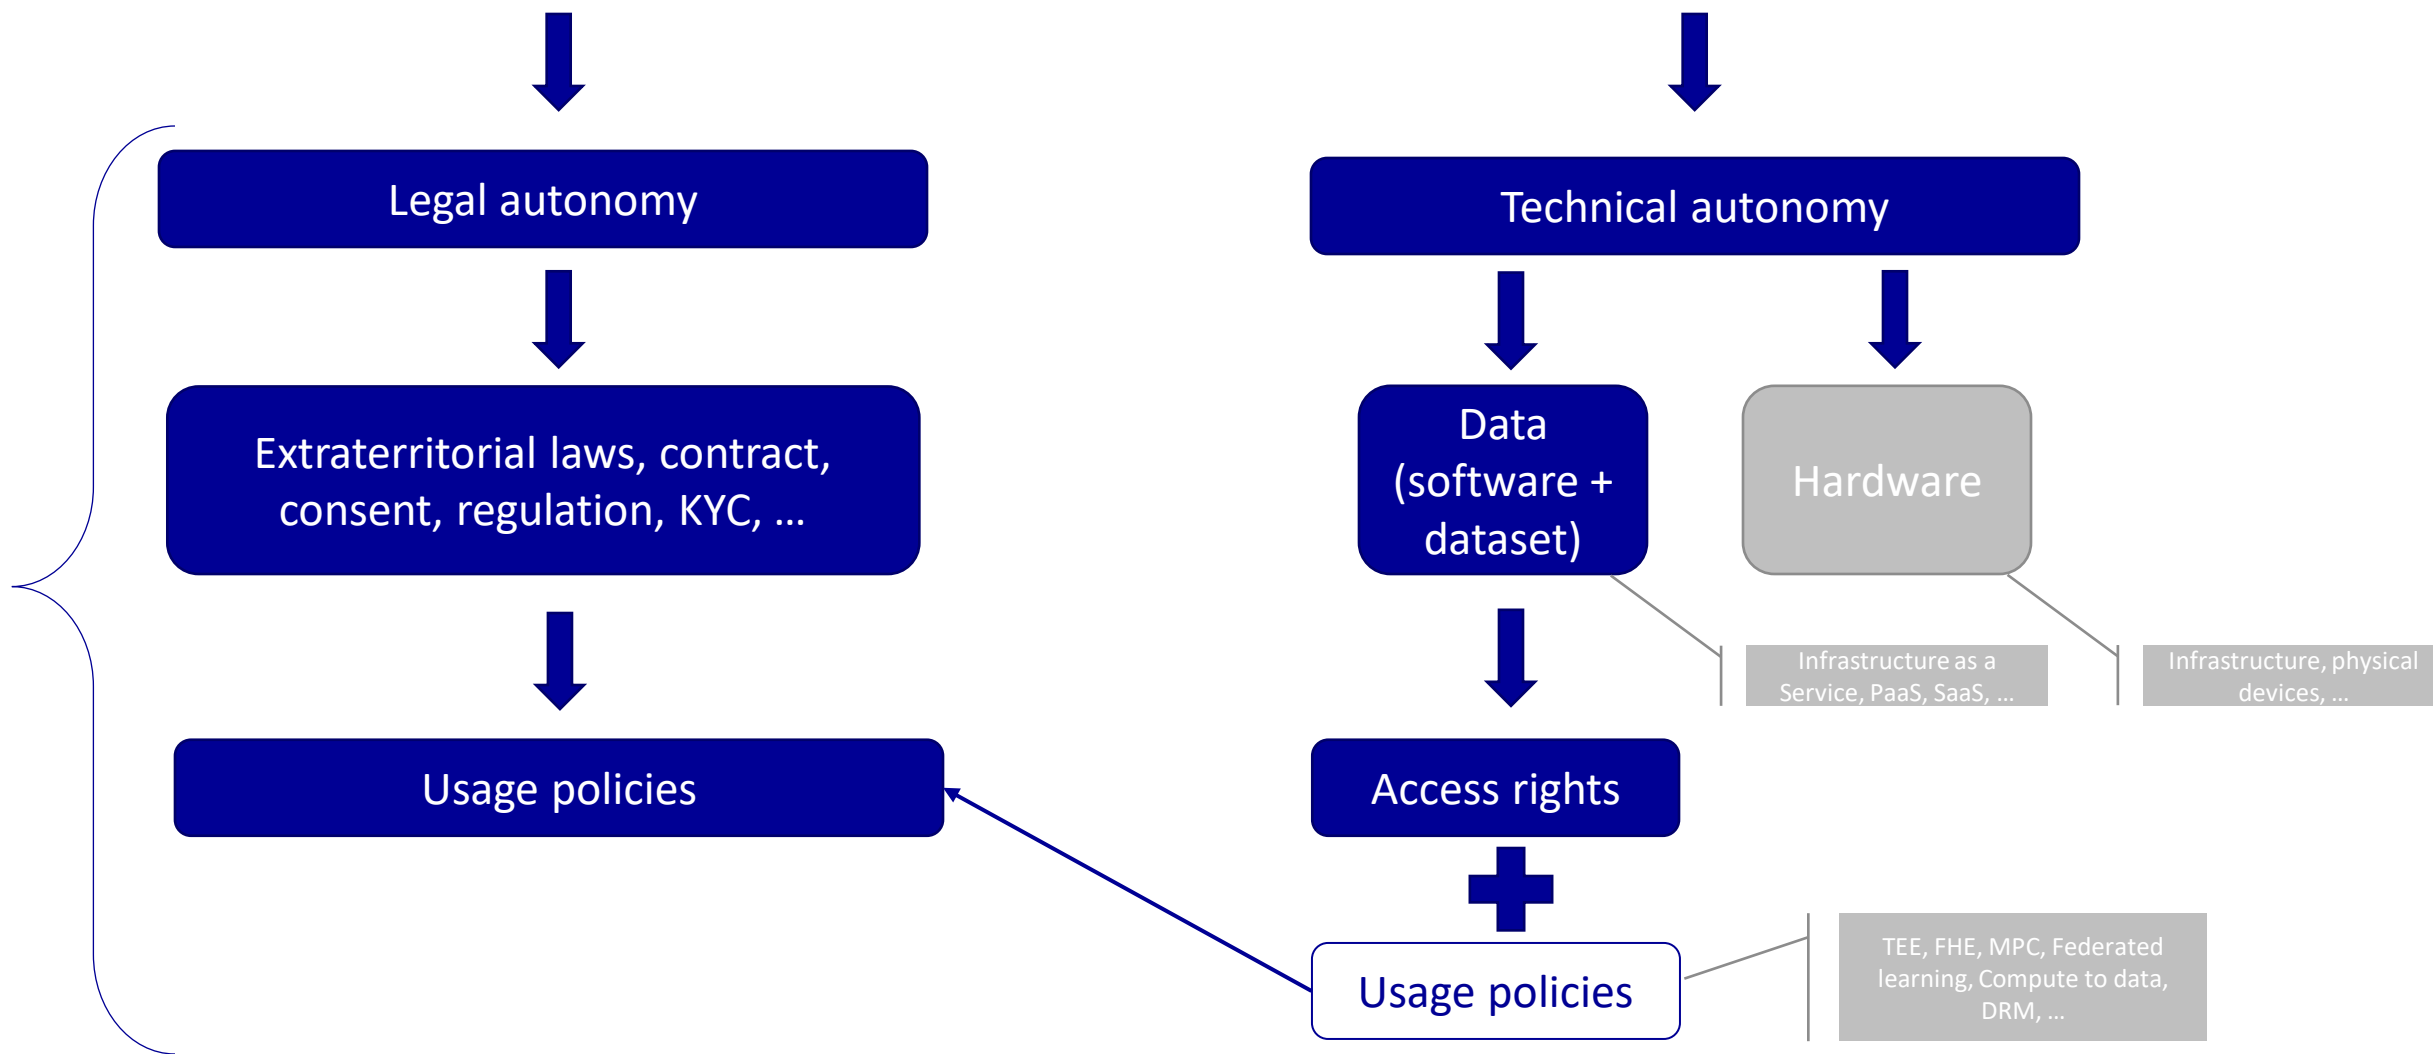 Legal autonomy
Technical autonomy
Extraterritorial laws, contract,
consent, regulation, KYC, ...
Data
(software +
dataset)
Hardware
Infrastructure as a
Service, PaaS, SaaS, ...
Infrastructure, physical
devices, ...
Usage policies
Access rights
Usage policies
TEE, FHE, MPC, Federated
learning, Compute to data,
DRM, ...